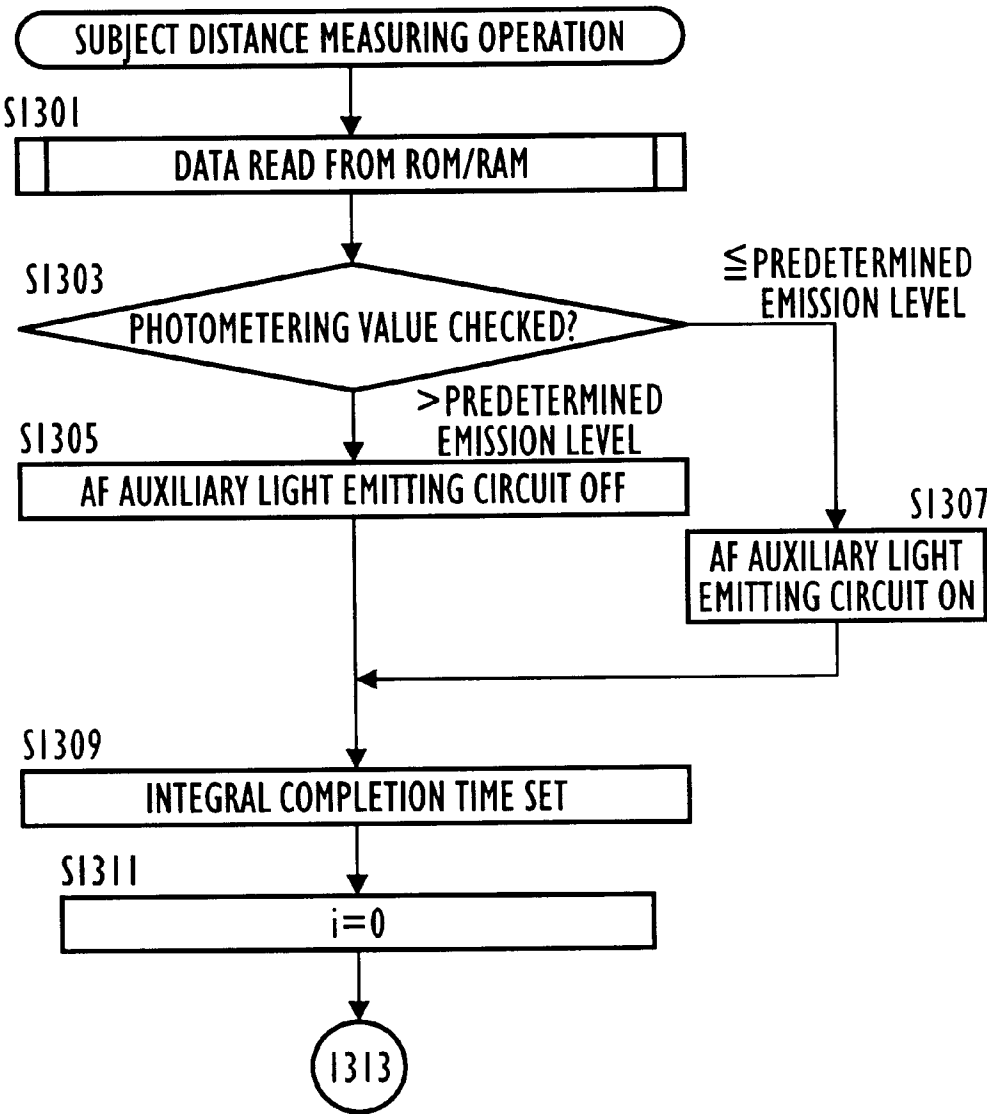 SUBJECT DISTANCE MEASURING OPERATION
S1301
DATA READ FROM ROM/RAM
S1303
PHOTOMETERING VALUE CHECKED?
≦PREDETERMINED
EMISSION LEVEL
>PREDETERMINED
EMISSION LEVEL
S1305
AF AUXILIARY LIGHT EMITTING CIRCUIT OFF
S1307
AF AUXILIARY LIGHT
EMITTING CIRCUIT ON
S1309
INTEGRAL COMPLETION TIME SET
S1311
i=0
1313